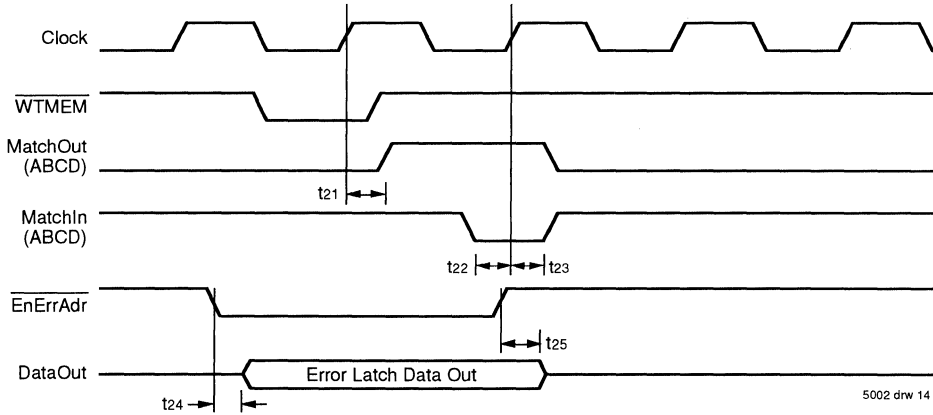 Clock
WTMEM
MatchOut
(ABCD)
t21
MatchIn
(ABCD)
t22
t23
EnErrAdr
t25
DataOut
Error Latch Data Out
t24
5002 drw 14